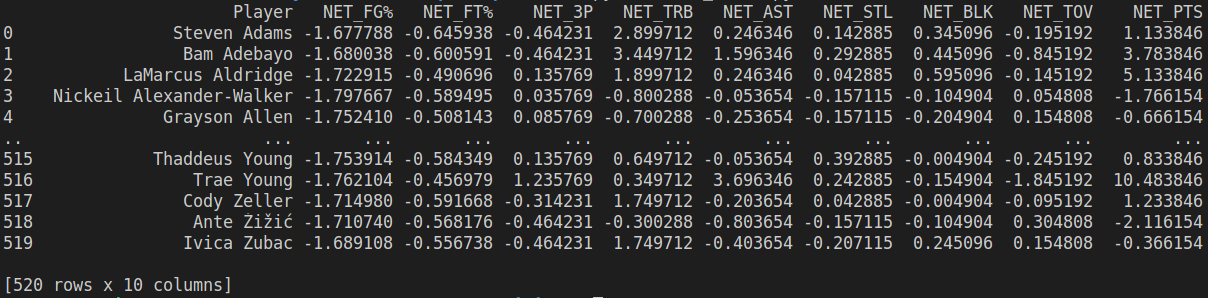 Player NET_FG% NET_FT% NET_3P NET_TRB NET_AST NET_STL NET_BLK NET_TOV NET_PTS
0 Steven Adams -1.677788 -0.645938 -0.464231 2.899712 0.246346 0.142885 0.345096 -0.195192 1.133846
1 Bam Adebayo -1.680038 -0.600591 -0.464231 3.449712 1.596346 0.292885 0.445096 -0.845192 3.783846
2 LaMarcus Aldridge -1.722915 -0.490696 0.135769 1.899712 0.246346 0.042885 0.595096 -0.145192 5.133846
3 Nickeil Alexander-Walker -1.797667 -0.589495 0.035769 -0.800288 -0.053654 -0.157115 -0.104904 0.054808 -1.766154
4 Grayson Allen -1.752410 -0.508143 0.085769 -0.700288 -0.253654 -0.157115 -0.204904 0.154808 -0.666154
.. ... ... ... ... ... ... ... ... ... ...
515 Thaddeus Young -1.753914 -0.584349 0.135769 0.649712 -0.053654 0.392885 -0.004904 -0.245192 0.833846
516 Trae Young -1.762104 -0.456979 1.235769 0.349712 3.696346 0.242885 -0.154904 -1.845192 10.483846
517 Cody Zeller -1.714980 -0.591668 -0.314231 1.749712 -0.203654 0.042885 -0.004904 -0.095192 1.233846
518 Ante Žižić -1.710740 -0.568176 -0.464231 -0.300288 -0.803654 -0.157115 -0.104904 0.304808 -2.116154
519 Ivica Zubac -1.689108 -0.556738 -0.464231 1.749712 -0.403654 -0.207115 0.245096 0.154808 -0.366154
[520 rows x 10 columns]